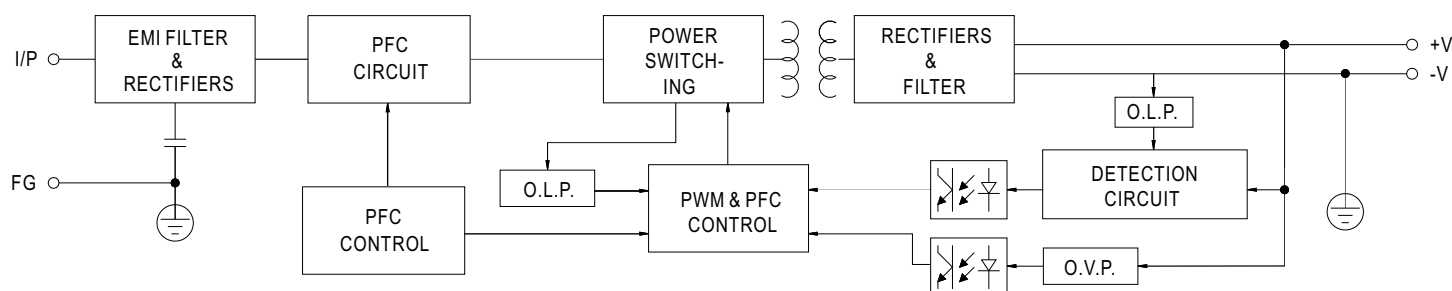 I/P
EMI FILTER
&
RECTIFIERS
PFC
CIRCUIT
POWER
SWITCH-
ING
RECTIFIERS
&
FILTER
+V
-V
O.L.P.
FG
O.L.P.
PFC
CONTROL
PWM & PFC
CONTROL
DETECTION
CIRCUIT
O.V.P.